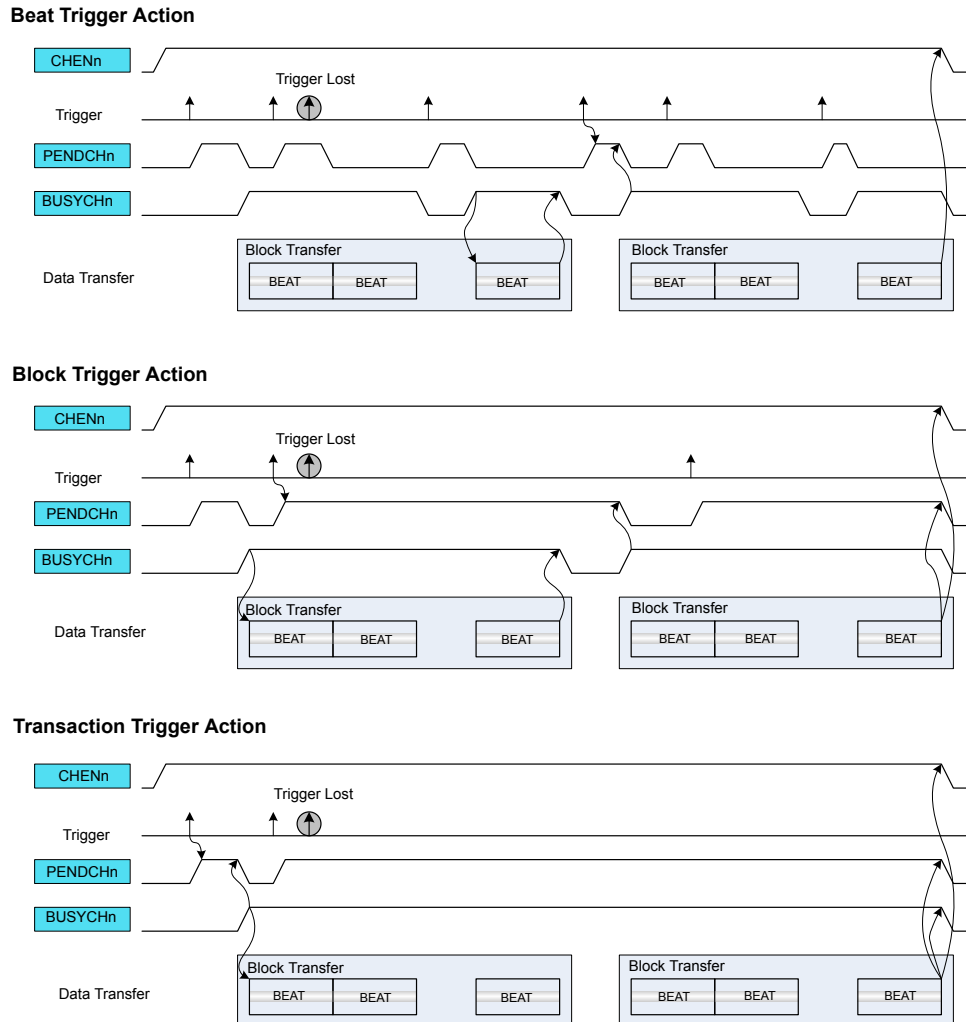 Beat Trigger Action
CHENn
Trigger Lost
Trigger
PENDCHn
BUSYCHn
Block Transfer
Block Transfer
Data Transfer
BEAT
BEAT
BEAT
BEAT
BEAT
BEAT
Block Trigger Action
CHENn
Trigger Lost
Trigger
PENDCHn
BUSYCHn
Block Transfer
Block Transfer
Data Transfer
BEAT
BEAT
BEAT
BEAT
BEAT
BEAT
Transaction Trigger Action
CHENn
Trigger Lost
Trigger
PENDCHn
BUSYCHn
Block Transfer
Block Transfer
Data Transfer
BEAT
BEAT
BEAT
BEAT
BEAT
BEAT